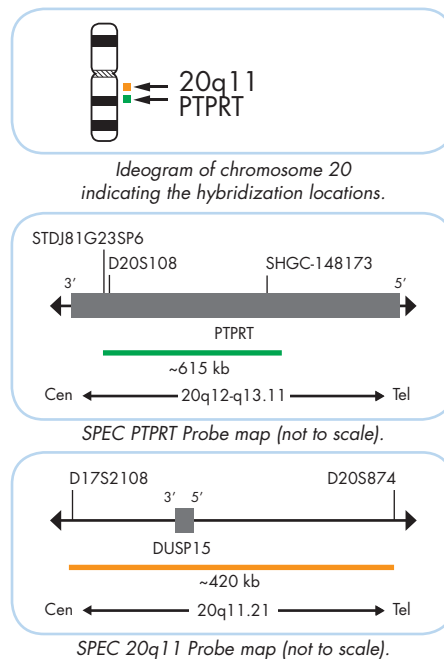 20q11
PTPRT
Ideogram of chromosome 20
indicating the hybridization locations.
STDJ81G23SP6
D20S108 SHGC-148173
3’ 5’
PTPRT
~615 kb
Cen 20q12-q13.11 Tel
SPEC PTPRT Probe map (not to scale).
D17S2108 D20S874
3’ 5’
DUSP15
~420 kb
Cen 20q11.21 Tel
SPEC 20q11 Probe map (not to scale).